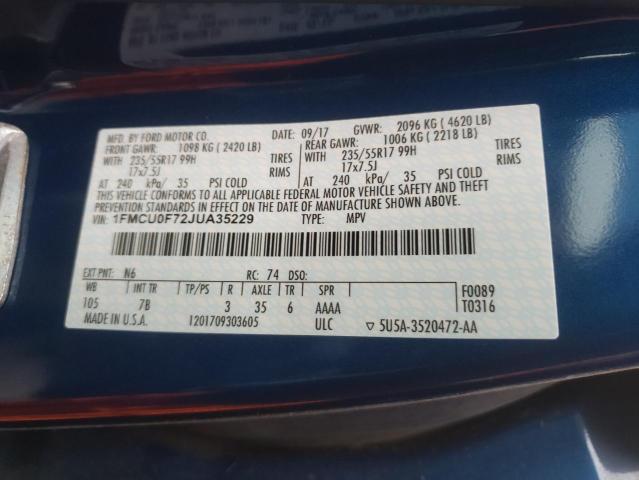 MFD. BY FORD MOTOR CO. DATE: 09/17 GVWR: 2096 KG ( 4620 LB)
FRONT GAWR: 1098 KG ( 2420 LB) REAR GAWR: 1006 KG ( 2218 LB)
WITH 235/55R17 99H TIRES WITH 235/55R17 99H TIRES
17x7.5J RIMS 17x7.5J RIMS
AT 240 kPa/ 35 PSI COLD AT 240 kPa/ 35 PSI COLD
THIS VEHICLE CONFORMS TO ALL APPLICABLE FEDERAL MOTOR VEHICLE SAFETY AND THEFT
PREVENTION STANDARDS IN EFFECT ON THE DATE OF MANUFACTURE SHOWN ABOVE.
VIN: 1FMCU0F72JUA35229 TYPE: MPV
EXT PNT: N6 RC: 74 DSO:
WB INT TR TP/PS R AXLE TR SPR F0089
105 7B 3 35 6 AAAA T0316
MADE IN U.S.A. 1201709303605 ULC ▽ 5U5A-3520472-AA